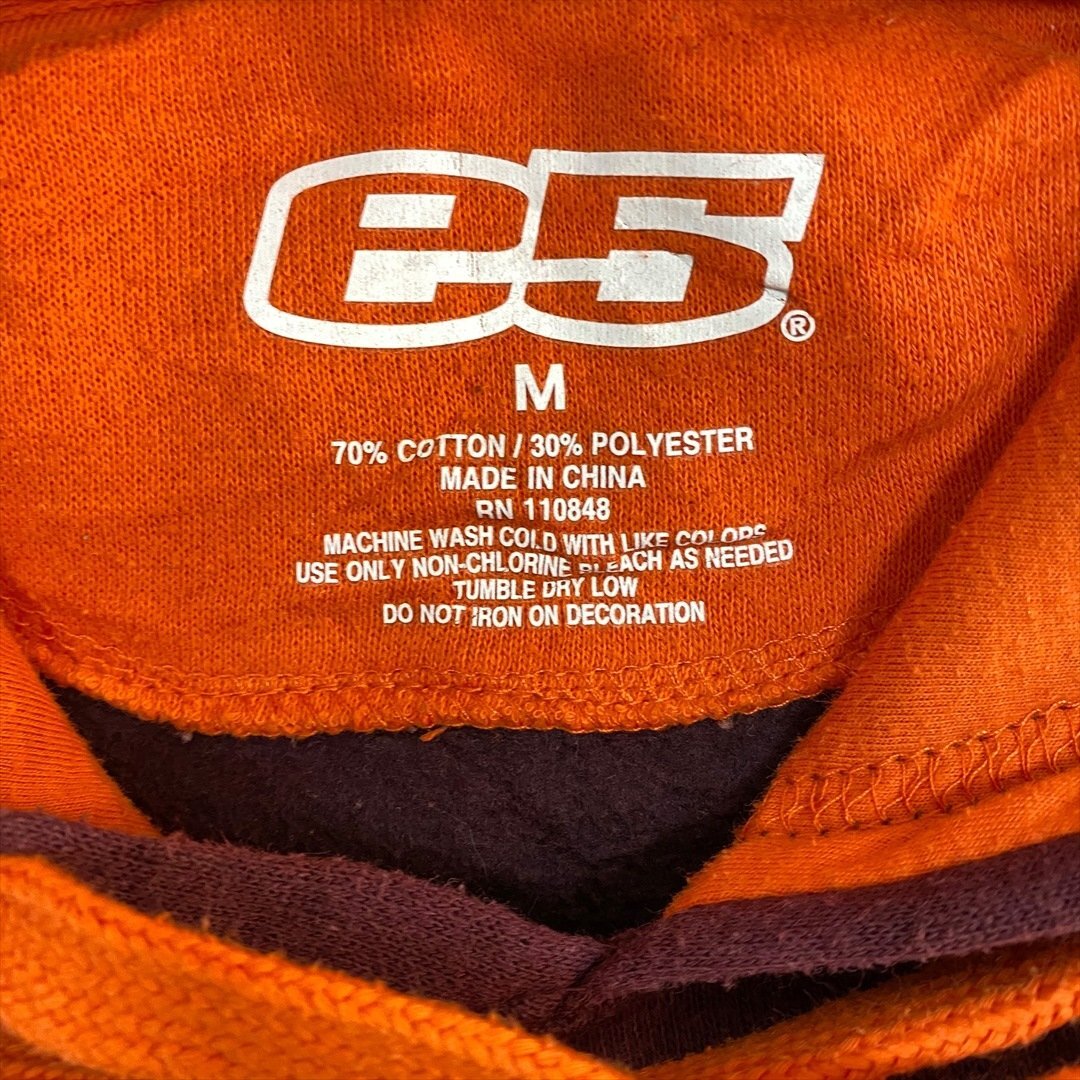 e5®
M
70% COTTON / 30% POLYESTER
MADE IN CHINA
RN 110848
MACHINE WASH COLD WITH LIKE COLORS
USE ONLY NON-CHLORINE BLEACH AS NEEDED
TUMBLE DRY LOW
DO NOT IRON ON DECORATION